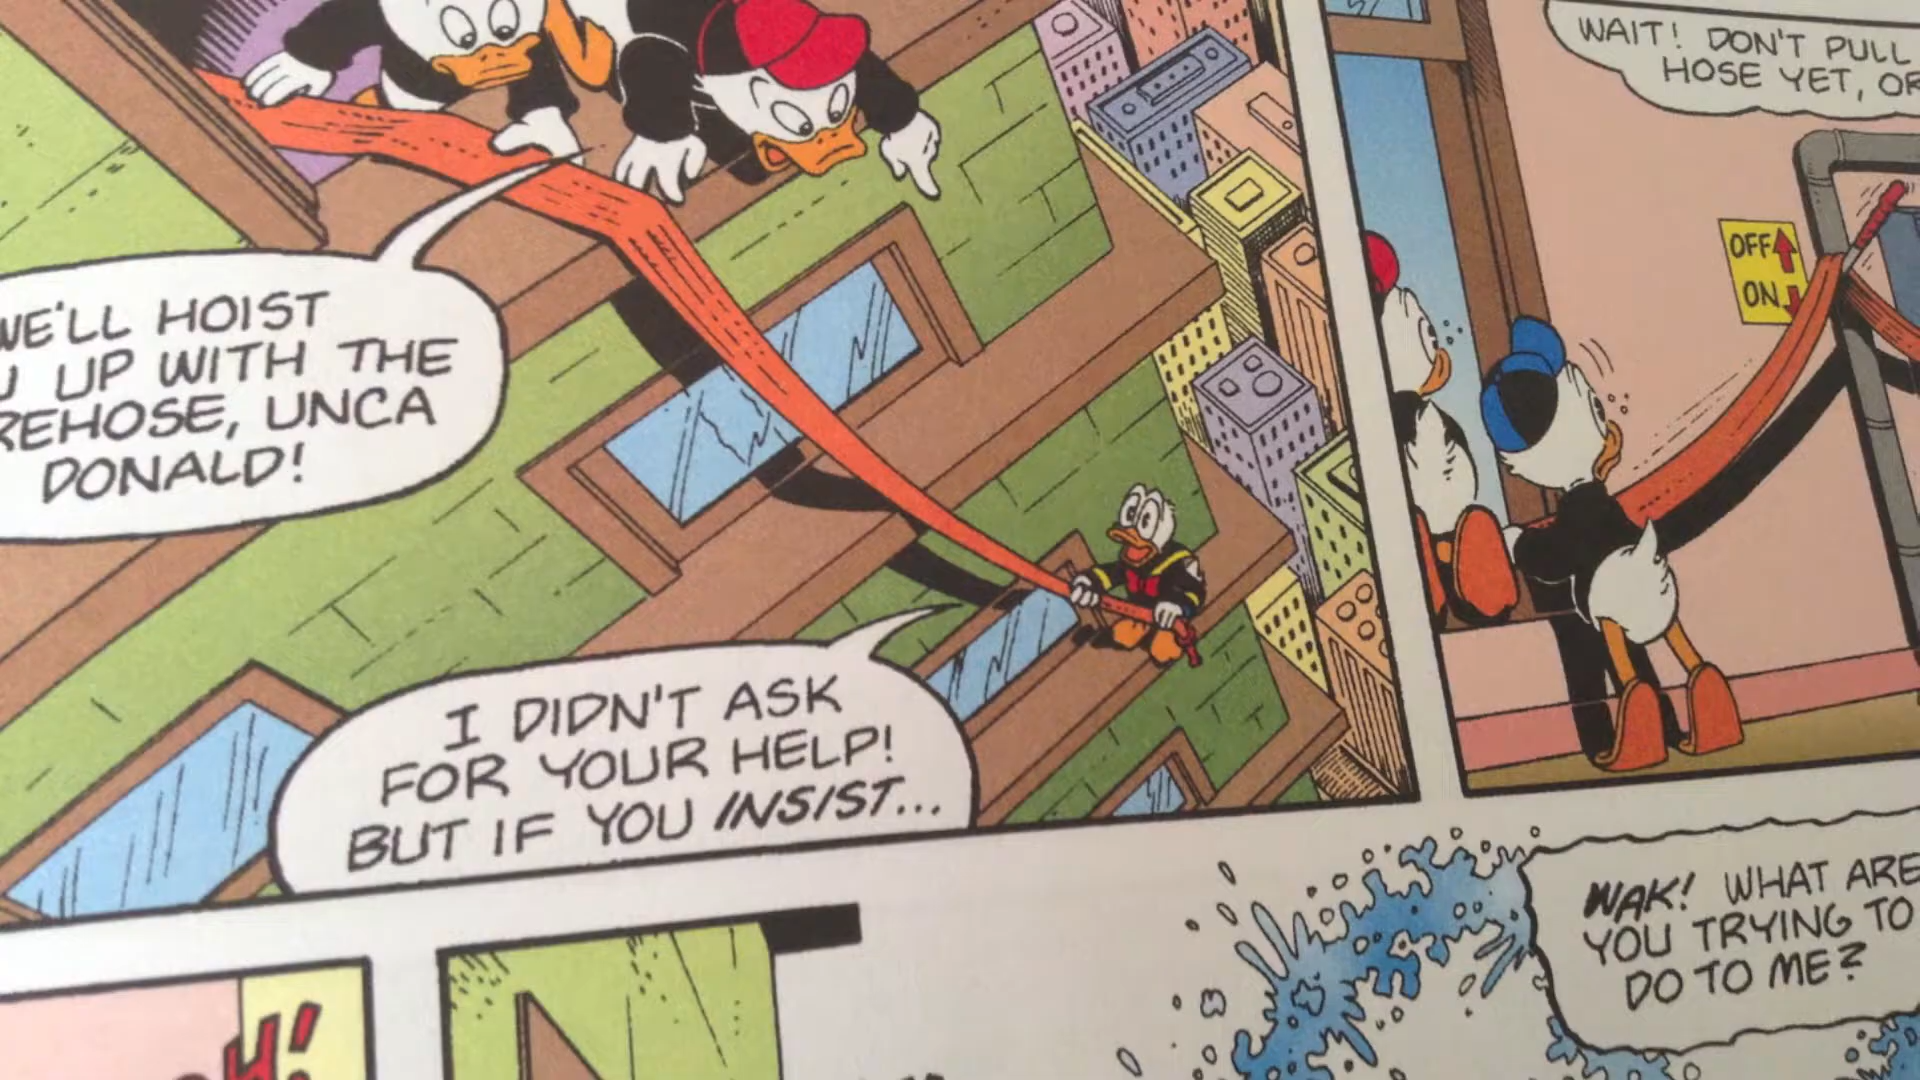 WE'LL HOIST
UP WITH THE
UNCA
DONALD!
I DIDN'T ASK
FOR YOUR HELP!
BUT IF YOU INSIST...
WAIT! DON'T PULL
HOSE YET, OR
OFF
ON
WAK! WHAT ARE
YOU TRYING TO
DO TO ME?